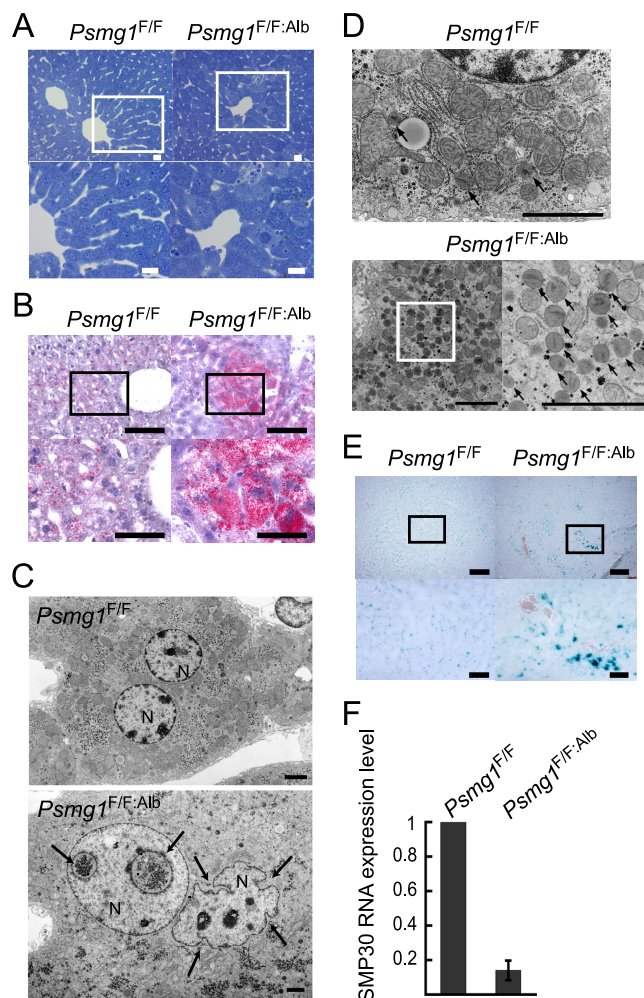 A
Psmg1F/F Psmg1F/F:Alb
B
Psmg1F/F Psmg1F/F:Alb
C
Psmg1F/F
N
N
Psmg1F/F:Alb
N
N
D
Psmg1F/F
Psmg1F/F:Alb
E
Psmg1F/F Psmg1F/F:Alb
F
Psmg1F/F
Psmg1F/F:Alb
SMP30 RNA expression level
1
0.8
0.6
0.4
0.2